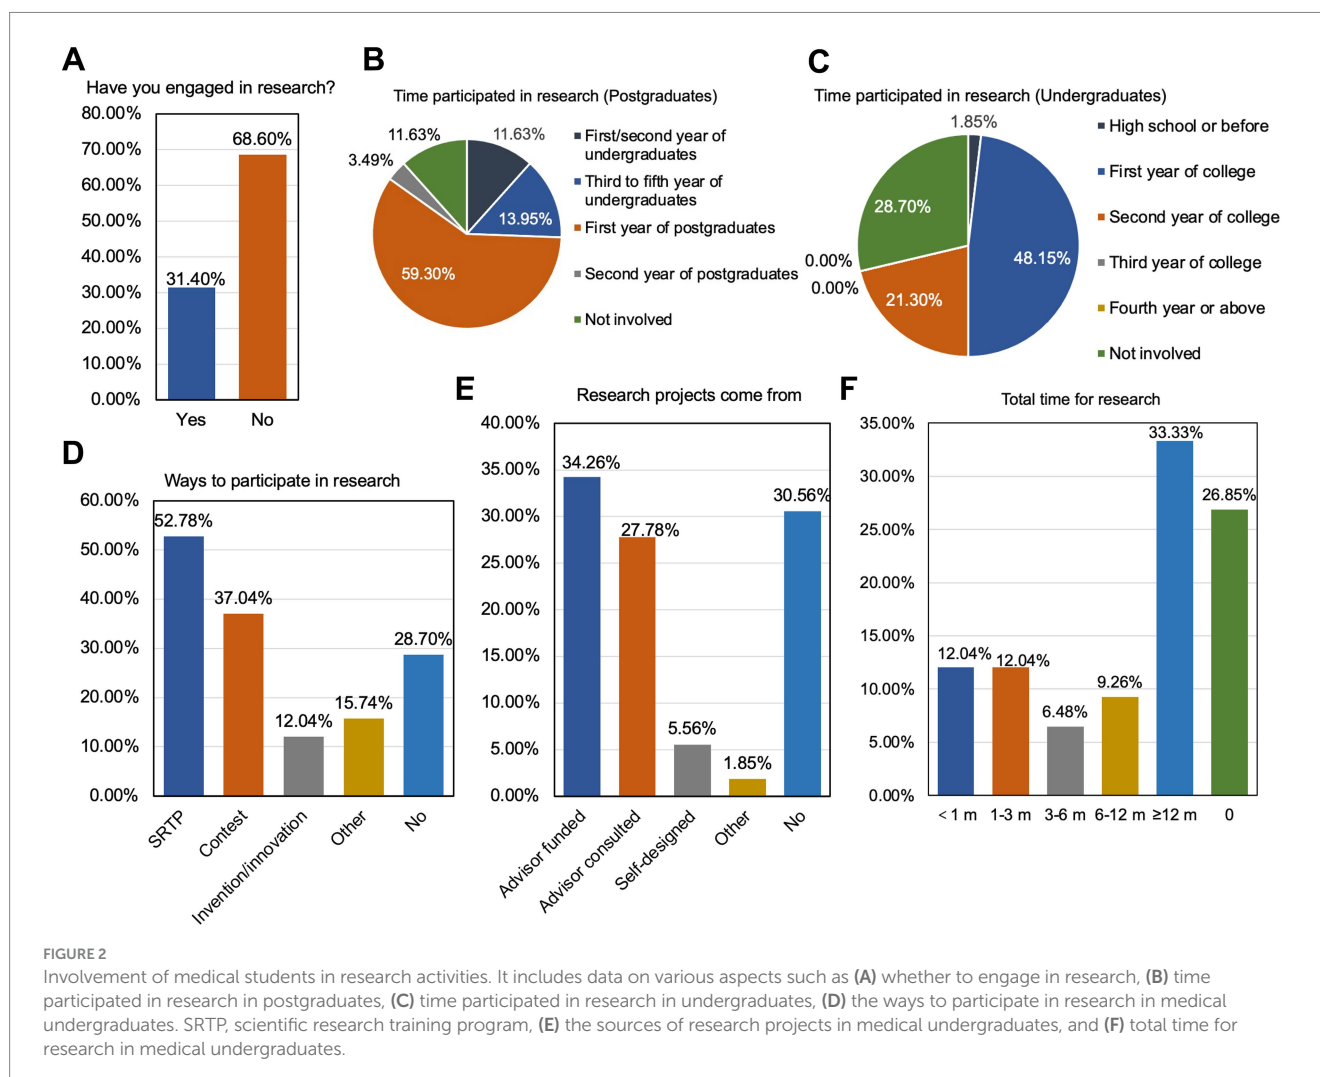 A
Have you engaged in research?
80.00%
70.00%
60.00%
50.00%
40.00%
30.00%
20.00%
10.00%
0.00%
31.40%
68.60%
Yes
No
B
Time participated in research (Postgraduates)
11.63%
11.63%
3.49%
13.95%
59.30%
First/second year of
undergraduates
Third to fifth year of
undergraduates
First year of postgraduates
Second year of postgraduates
Not involved
C
Time participated in research (Undergraduates)
1.85%
28.70%
48.15%
0.00%
0.00%
21.30%
High school or before
First year of college
Second year of college
Third year of college
Fourth year or above
Not involved
D
Ways to participate in research
60.00%
50.00%
40.00%
30.00%
20.00%
10.00%
0.00%
52.78%
37.04%
12.04%
15.74%
28.70%
SRTP
Contest
Invention/innovation
Other
No
E
Research projects come from
40.00%
35.00%
30.00%
25.00%
20.00%
15.00%
10.00%
5.00%
0.00%
34.26%
27.78%
5.56%
1.85%
30.56%
Advisor funded
Advisor consulted
Self-designed
Other
No
F
Total time for research
35.00%
30.00%
25.00%
20.00%
15.00%
10.00%
5.00%
0.00%
12.04%
12.04%
6.48%
9.26%
33.33%
26.85%
< 1 m
1-3 m
3-6 m
6-12 m
≥12 m
0
FIGURE 2
Involvement of medical students in research activities. It includes data on various aspects such as (A) whether to engage in research, (B) time
participated in research in postgraduates, (C) time participated in research in undergraduates, (D) the ways to participate in research in medical
undergraduates. SRTP, scientific research training program, (E) the sources of research projects in medical undergraduates, and (F) total time for
research in medical undergraduates.